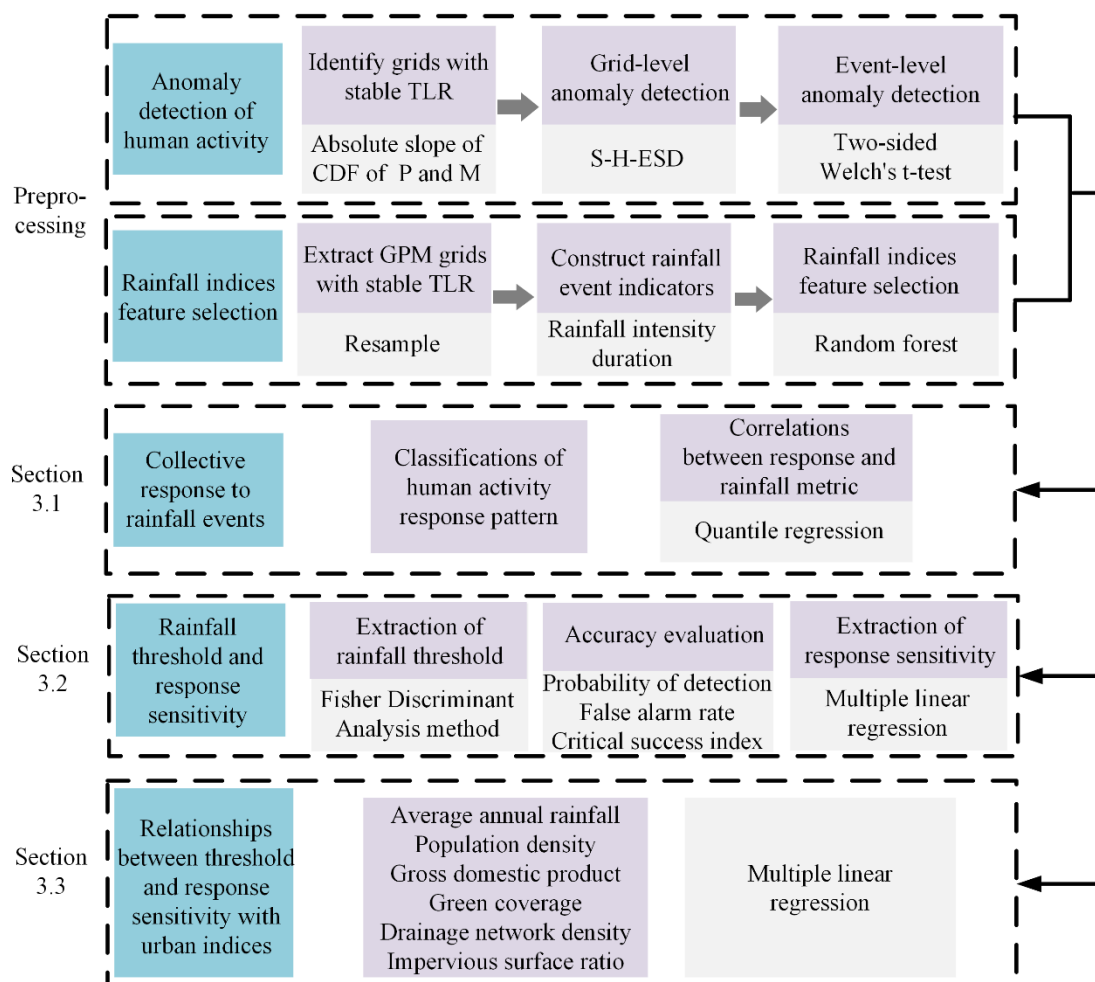 Prepro-
cessing
Anomaly
detection of
human activity
Identify grids with
stable TLR
Absolute slope of
CDF of P and M
Grid-level
anomaly detection
S-H-ESD
Event-level
anomaly detection
Two-sided
Welch's t-test
Rainfall indices
feature selection
Extract GPM grids
with stable TLR
Resample
Construct rainfall
event indicators
Rainfall intensity
duration
Rainfall indices
feature selection
Random forest
Section
3.1
Collective
response to
rainfall events
Classifications of
human activity
response pattern
Correlations
between response and
rainfall metric
Quantile regression
Section
3.2
Rainfall
threshold and
response
sensitivity
Extraction of
rainfall threshold
Fisher Discriminant
Analysis method
Accuracy evaluation
Probability of detection
False alarm rate
Critical success index
Extraction of
response sensitivity
Multiple linear
regression
Section
3.3
Relationships
between threshold
and response
sensitivity with
urban indices
Average annual rainfall
Population density
Gross domestic product
Green coverage
Drainage network density
Impervious surface ratio
Multiple linear
regression